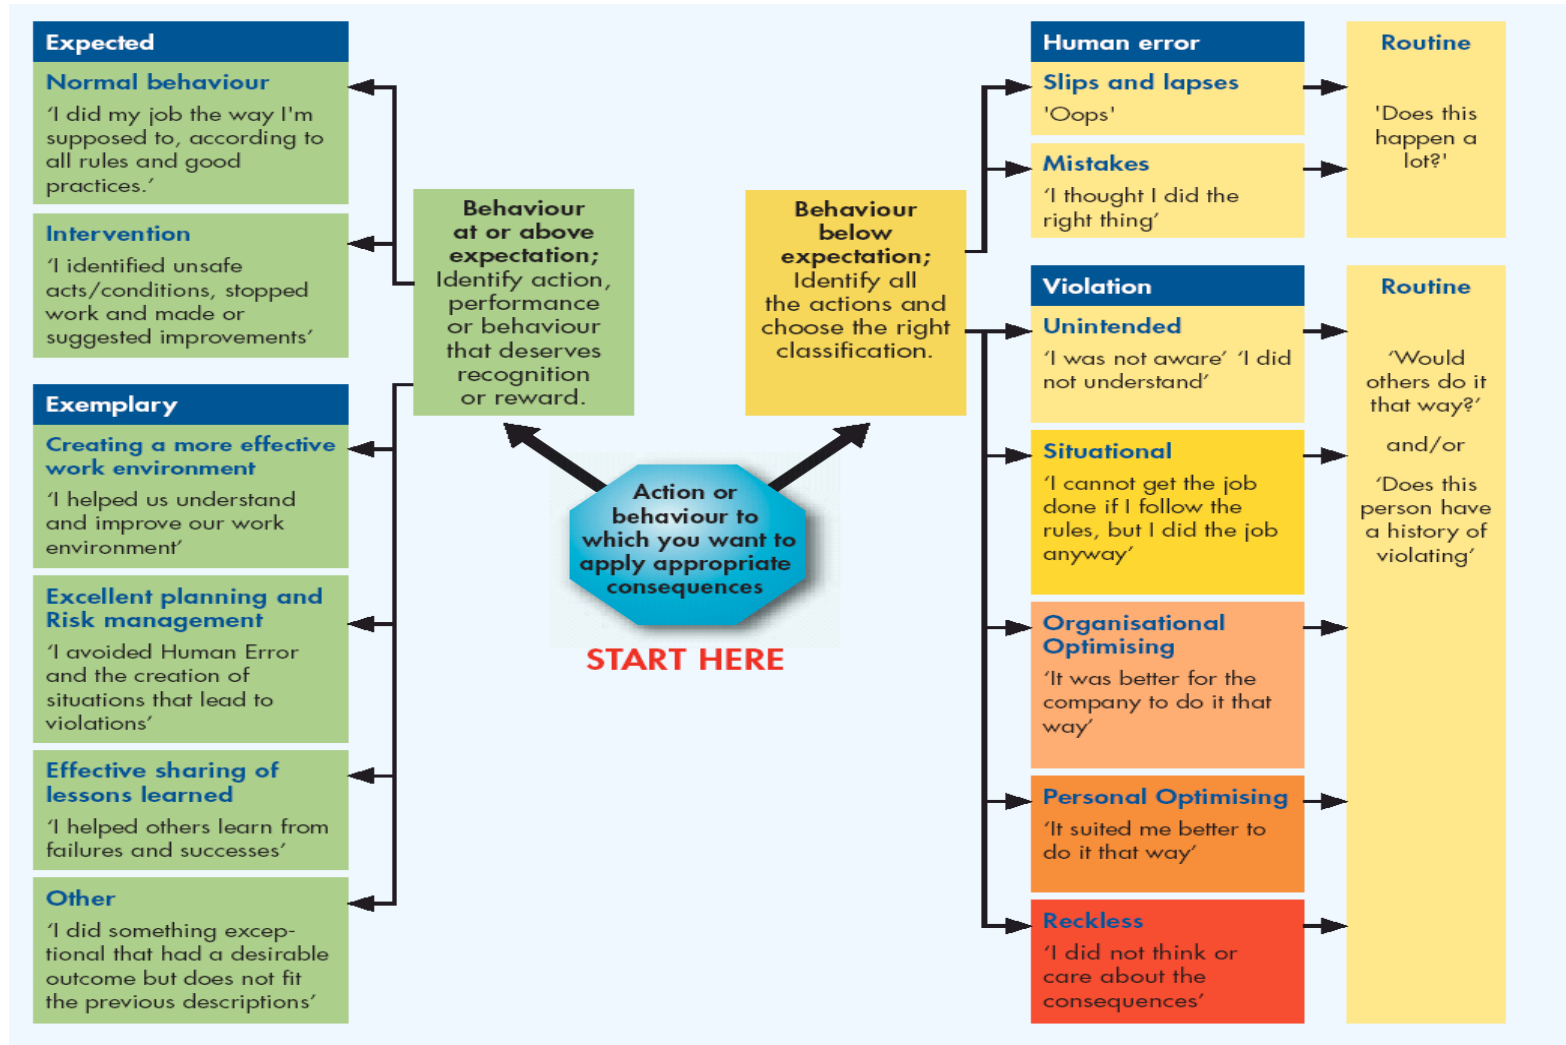 Expected
Normal behaviour
‘I did my job the way I'm
supposed to, according to
all rules and good
practices.’
Intervention
‘I identified unsafe
acts/conditions, stopped
work and made or
suggested improvements’
Exemplary
Creating a more effective
work environment
‘I helped us understand
and improve our work
environment’
Excellent planning and
Risk management
‘I avoided Human Error
and the creation of
situations that lead to
violations’
Effective sharing of
lessons learned
‘I helped others learn from
failures and successes’
Other
‘I did something excep-
tional that had a desirable
outcome but does not fit
the previous descriptions’
Behaviour
at or above
expectation;
Identify action,
performance
or behaviour
that deserves
recognition
or reward.
Behaviour
below
expectation;
Identify all
the actions and
choose the right
classification.
Action or
behaviour to
which you want to
apply appropriate
consequences
START HERE
Human error
Slips and lapses
'Oops'
Mistakes
‘I thought I did the
right thing’
Routine
'Does this
happen a
lot?'
Violation
Unintended
‘I was not aware’ ‘I did
not understand’
Situational
‘I cannot get the job
done if I follow the
rules, but I did the job
anyway’
Organisational
Optimising
‘It was better for the
company to do it that
way’
Personal Optimising
‘It suited me better to
do it that way’
Reckless
‘I did not think or
care about the
consequences’
Routine
‘Would
others do it
that way?’
and/or
‘Does this
person have
a history of
violating’